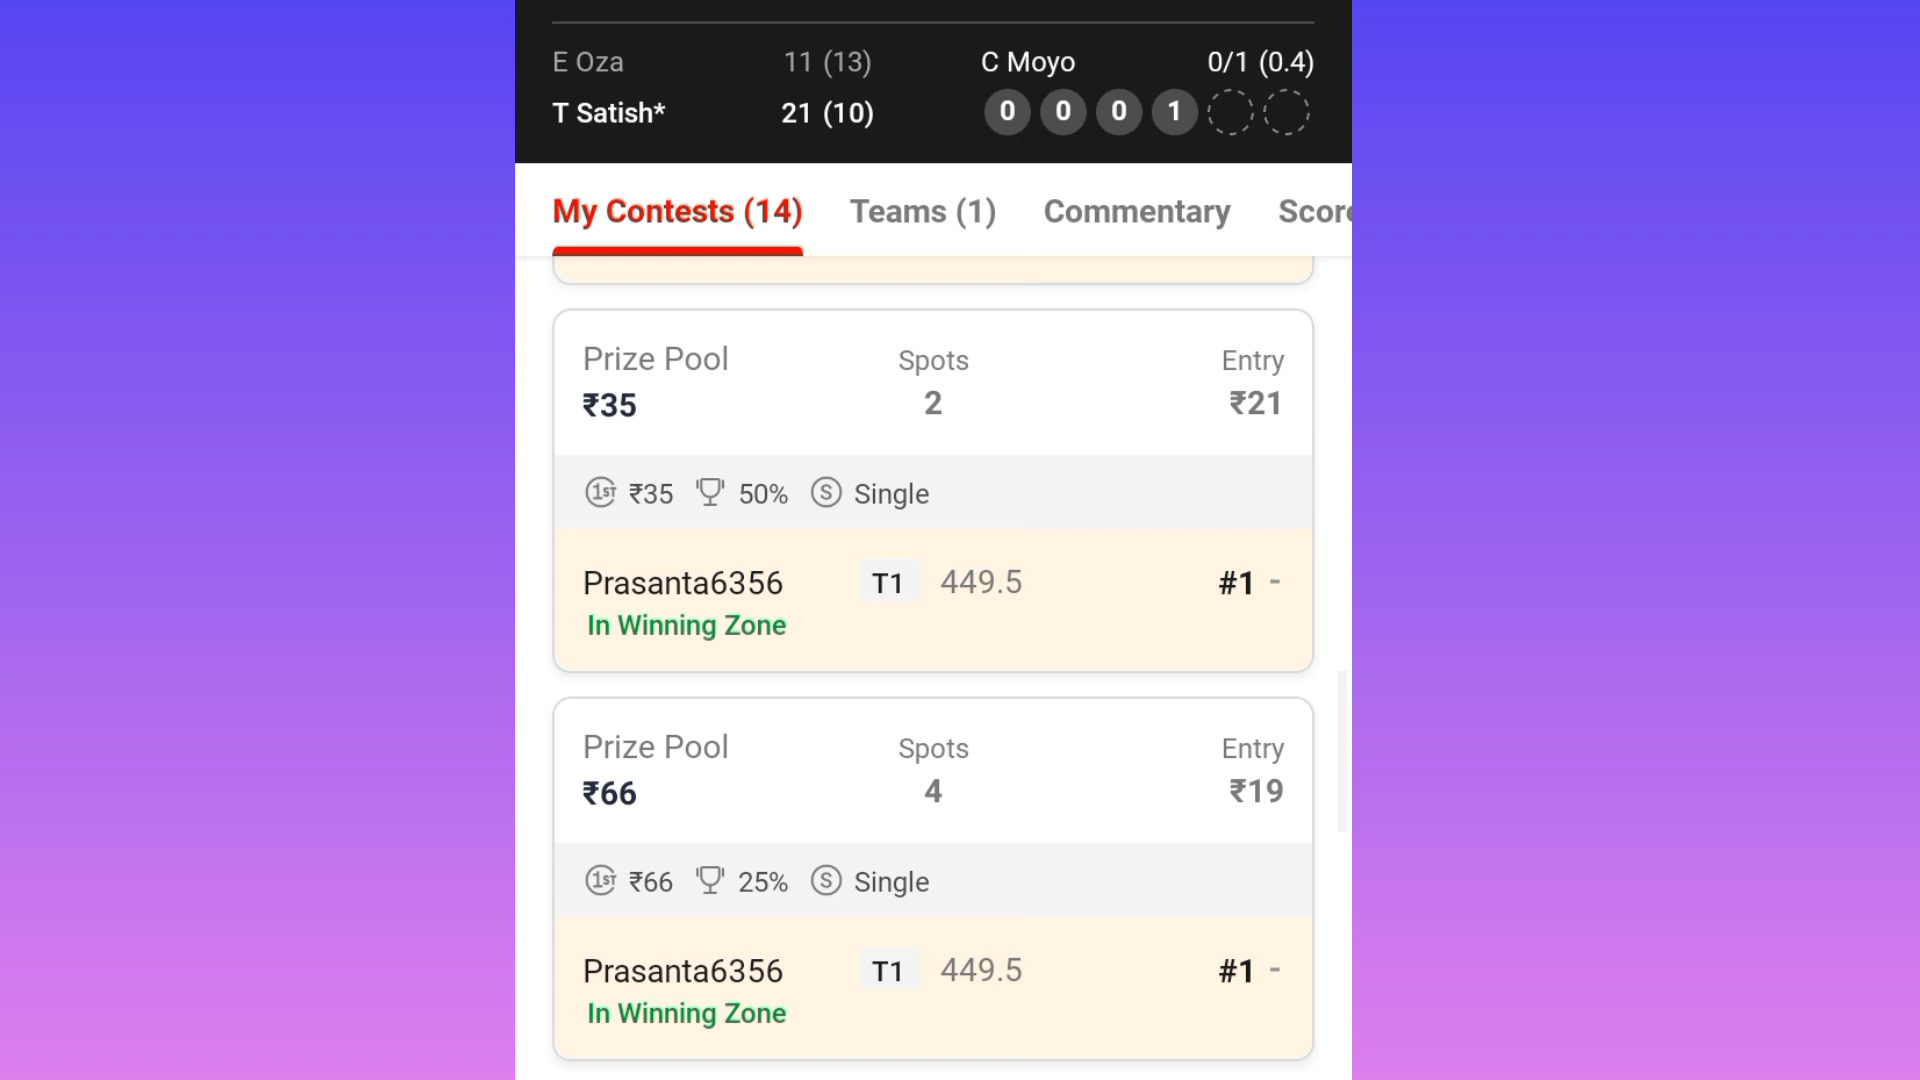 E Oza 11 (13) C Moyo 0/1 (0.4)
T Satish* 21 (10) 0 0 0 1
My Contests (14) Teams (1) Commentary Score
Prize Pool Spots Entry
₹35 2 ₹21
1ST ₹35 50% S Single
Prasanta6356 T1 449.5 #1 -
In Winning Zone
Prize Pool Spots Entry
₹66 4 ₹19
1ST ₹66 25% S Single
Prasanta6356 T1 449.5 #1 -
In Winning Zone